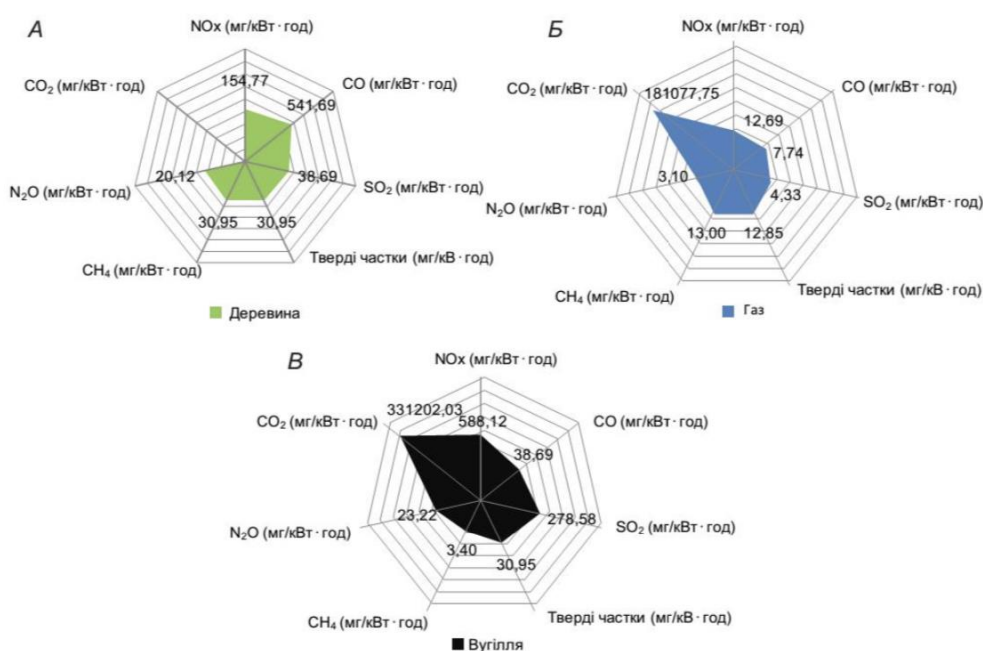 А
NOx (мг/кВт · год)
CO₂ (мг/кВт · год)
154,77
CO (мг/кВт · год)
541,69
N₂O (мг/кВт · год)
20,12
38,69
SO₂ (мг/кВт · год)
30,95
30,95
CH₄ (мг/кВт · год)
Тверді частки (мг/кВ · год)
Деревина
Б
NOx (мг/кВт · год)
CO₂ (мг/кВт · год)
181077,75
CO (мг/кВт · год)
12,69
7,74
N₂O (мг/кВт · год)
3,10
4,33
SO₂ (мг/кВт · год)
13,00
12,85
CH₄ (мг/кВт · год)
Тверді частки (мг/кВ · год)
Газ
В
NOx (мг/кВт · год)
CO₂ (мг/кВт · год)
331202,03
588,12
CO (мг/кВт · год)
38,69
N₂O (мг/кВт · год)
23,22
278,58
SO₂ (мг/кВт · год)
3,40
30,95
CH₄ (мг/кВт · год)
Тверді частки (мг/кВт · год)
Вугілля